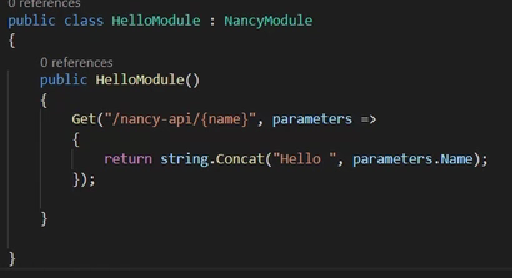 0 references
public class HelloModule : NancyModule
{
0 references
public HelloModule()
{
Get("/nancy-api/{name}", parameters =>
{
return string.Concat("Hello ", parameters.Name);
});
}
}